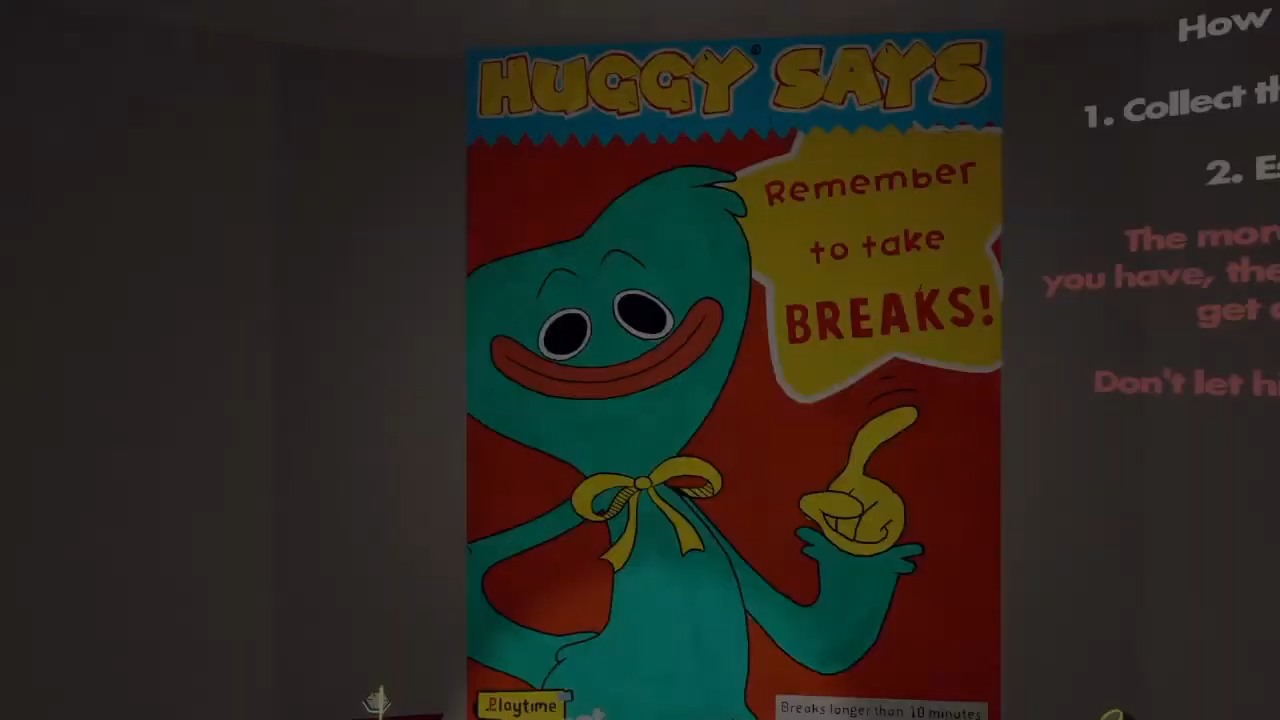 HUGGY SAYS
Remember
to take
BREAKS!
Playtime
Breaks longer than 10 minutes
How
1. Collect th
2. Es
The mon
you have, the
get
Don't let h